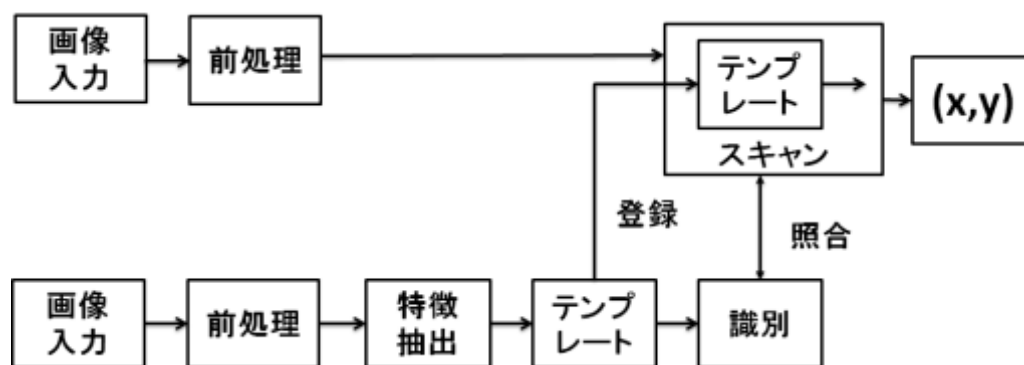 画像
入力
前処理
テンプ
レート
スキャン
(x,y)
登録
照合
画像
入力
前処理
特徴
抽出
テンプ
レート
識別